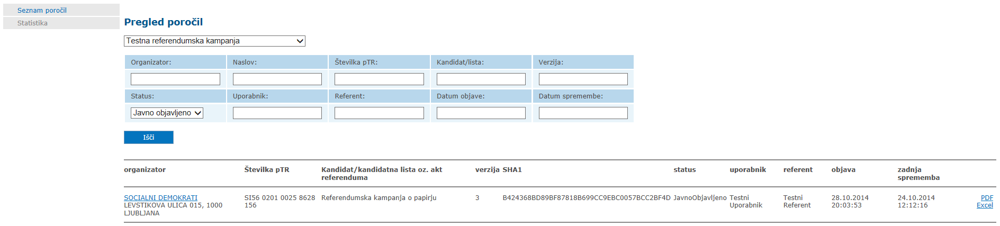 Seznam poročil
Statistika
Pregled poročil
Testna referendumska kampanja
Organizator: Naslov: Številka pTR: Kandidat/lista: Verzija:
Status: Uporabnik: Referent: Datum objave: Datum spremembe:
Javno objavljeno
Išči
organizator Številka pTR Kandidat/kandidatna lista oz. akt referenduma verzija SHA1 status uporabnik referent objava zadnja sprememba
SOCIALNI DEMOKRATI SI56 0201 0025 8628 Referendumska kampanja o papirju 3 B424368BD89BF87818B699CC9EBC0057BCC2BF4D JavnoObjavljeno Testni Testni 28.10.2014 24.10.2014 PDF
LEVSTIKOVA ULICA 015, 1000 156 Uporabnik Referent 20:03:53 12:12:16 Excel
LJUBLJANA